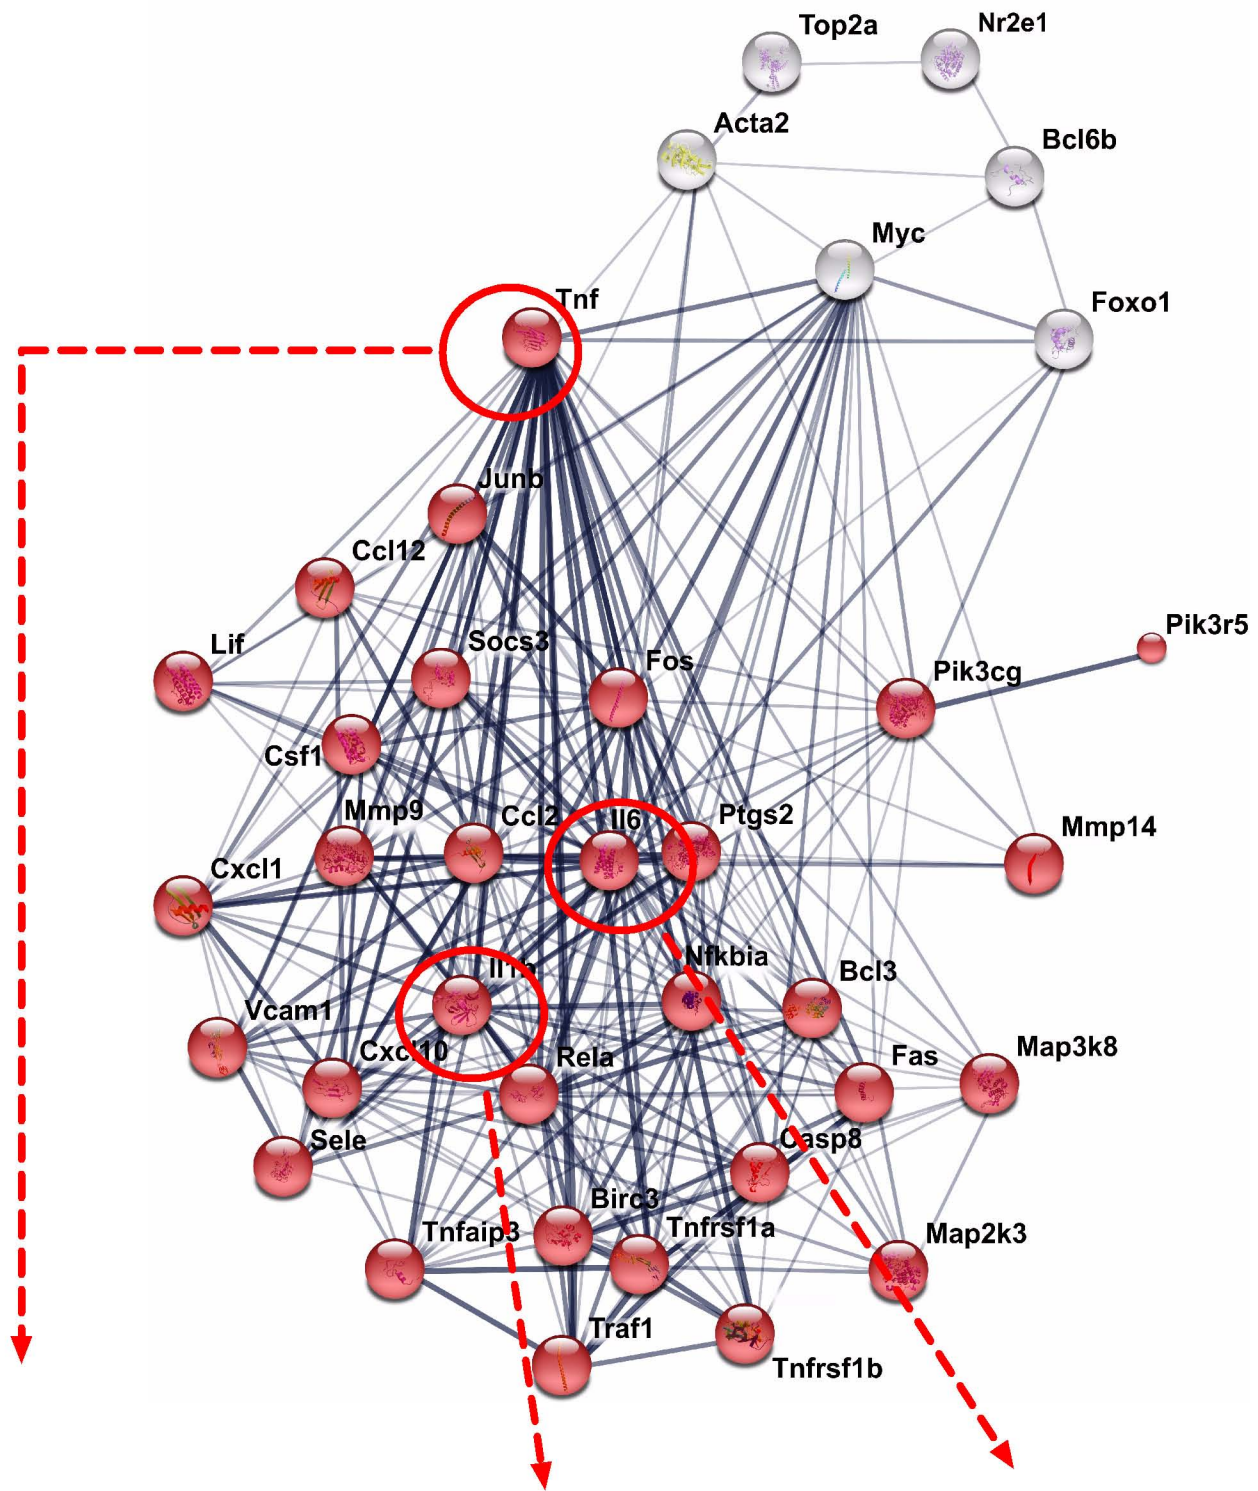 Top2a
Nr2e1
Acta2
Bcl6b
Myc
Tnf
Foxo1
Junb
Ccl12
Lif
Socs3
Fos
Pik3cg
Pik3r5
Csf1
Mmp9
Ccl2
Il6
Ptgs2
Mmp14
Cxcl1
Il1b
Nfkbia
Bcl3
Vcam1
Cxcl10
Rela
Fas
Map3k8
Sele
Casp8
Birc3
Tnfaip3
Tnfrsf1a
Map2k3
Traf1
Tnfrsf1b